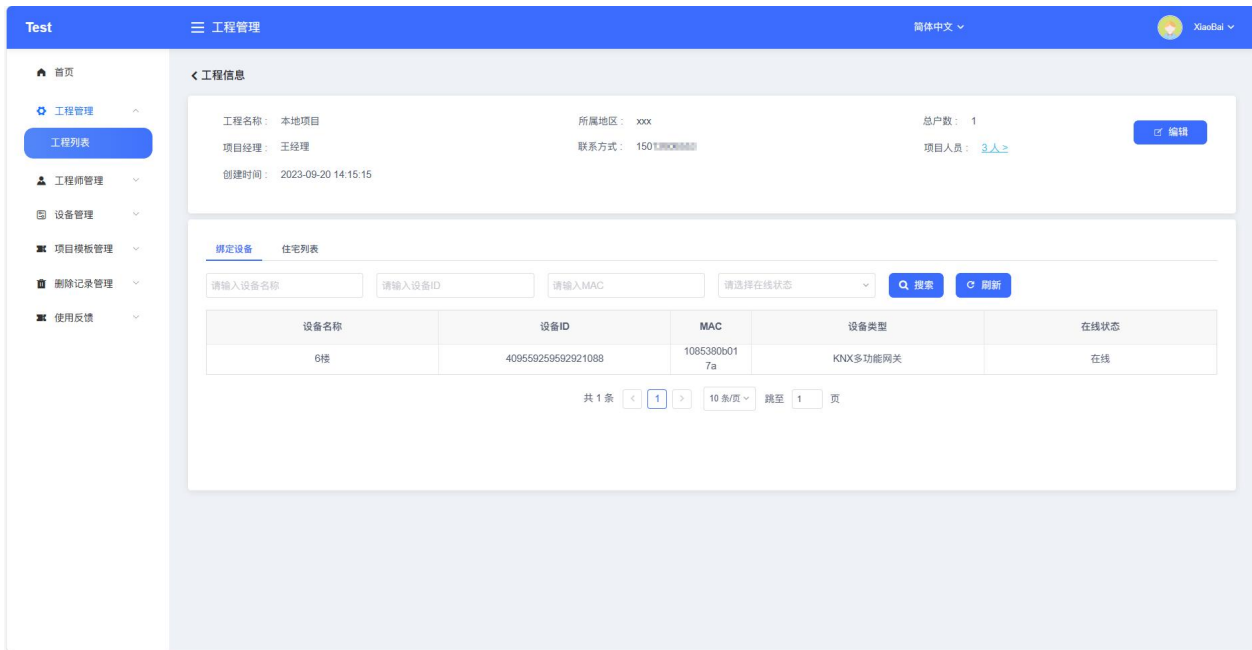 Test
工程管理
简体中文
XiaoBai
首页
工程管理
工程列表
工程师管理
设备管理
项目模板管理
删除记录管理
使用反馈
工程信息
工程名称： 本地项目
所属地区： xxx
总户数： 1
编辑
项目经理： 王经理
联系方式： 1501
项目人员： 3人>
创建时间： 2023-09-20 14:15:15
绑定设备 住宅列表
请输入设备名称 请输入设备ID 请输入MAC 请选择在线状态 搜索 刷新
设备名称 设备ID MAC 设备类型 在线状态
6楼 409559259592921088 1085380b01 KNX多功能网关 在线
7a
共 1 条 < 1 > 10 条/页 跳至 1 页